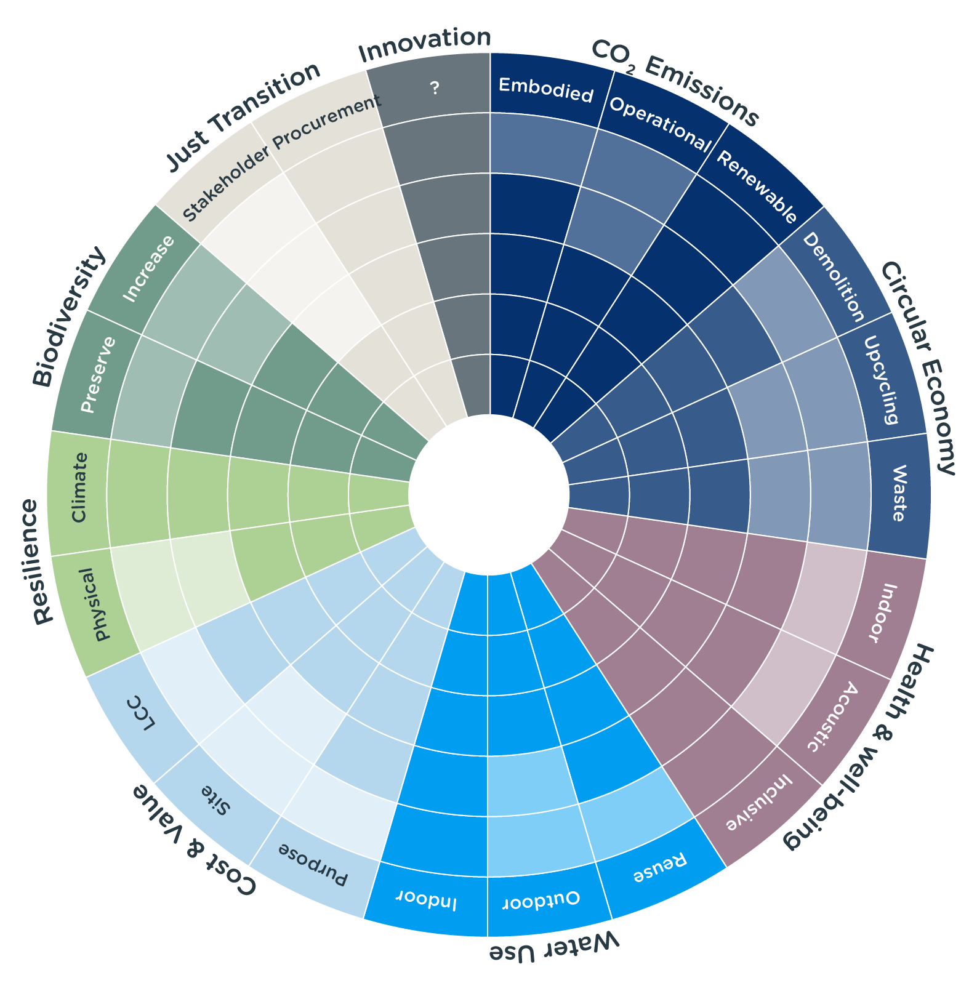 Innovation
?
CO₂ Emissions
Embodied
Operational
Renewable
Circular Economy
Demolition
Upcycling
Waste
Health & well-being
Indoor
Acoustic
Inclusive
Water Use
Reuse
Outdoor
Indoor
Cost & Value
Purpose
Site
LCC
Resilience
Physical
Climate
Biodiversity
Preserve
Increase
Just Transition
Stakeholder
Procurement